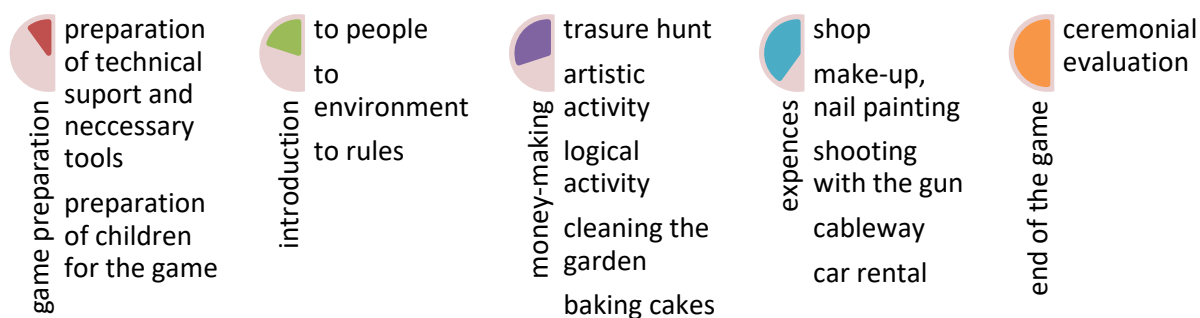 game preparation
preparation
of technical
suport and
neccessary
tools
preparation
of children
for the game
introduction
to people
to
environment
to rules
money-making
trasure hunt
artistic
activity
logical
activity
cleaning the
garden
baking cakes
expences
shop
make-up,
nail painting
shooting
with the gun
cableway
car rental
end of the game
ceremonial
evaluation